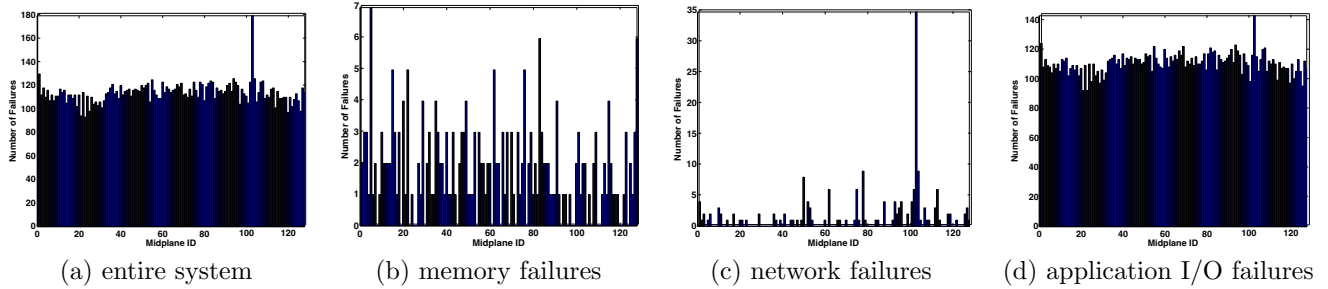 180
160
140
120
100
80
60
40
20
0
Number of Failures
0 20 40 60 80 100 120
Midplane ID
(a) entire system
7
6
5
4
3
2
1
0
Number of Failures
0 20 40 60 80 100 120
Midplane ID
(b) memory failures
35
30
25
20
15
10
5
0
Number of Failures
0 20 40 60 80 100 120
Midplane ID
(c) network failures
140
120
100
80
60
40
20
0
Number of Failures
0 20 40 60 80 100 120
Midplane ID
(d) application I/O failures